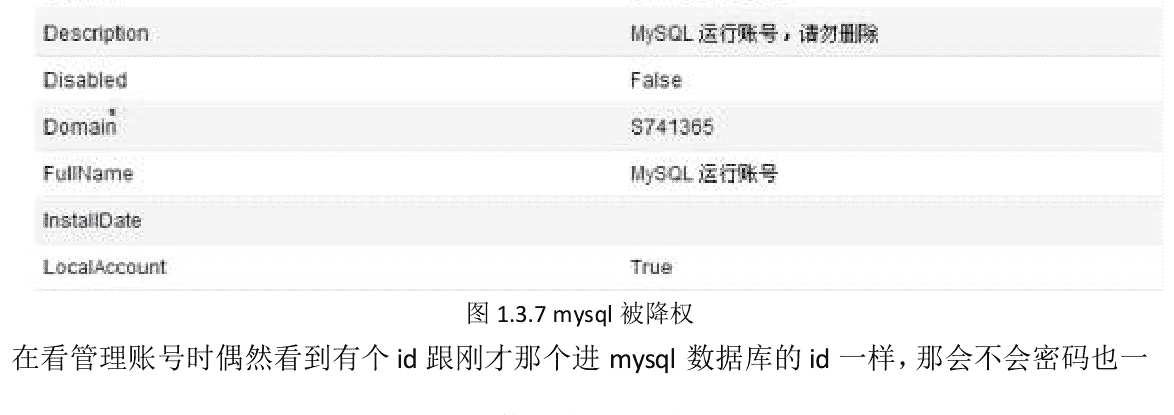 Description MySQL 运行账号，请勿删除
Disabled False
Domain S741365
FullName MySQL 运行账号
InstallDate
LocalAccount True
图 1.3.7 mysql 被降权
在看管理账号时偶然看到有个 id 跟刚才那个进 mysql 数据库的 id 一样，那会不会密码也一